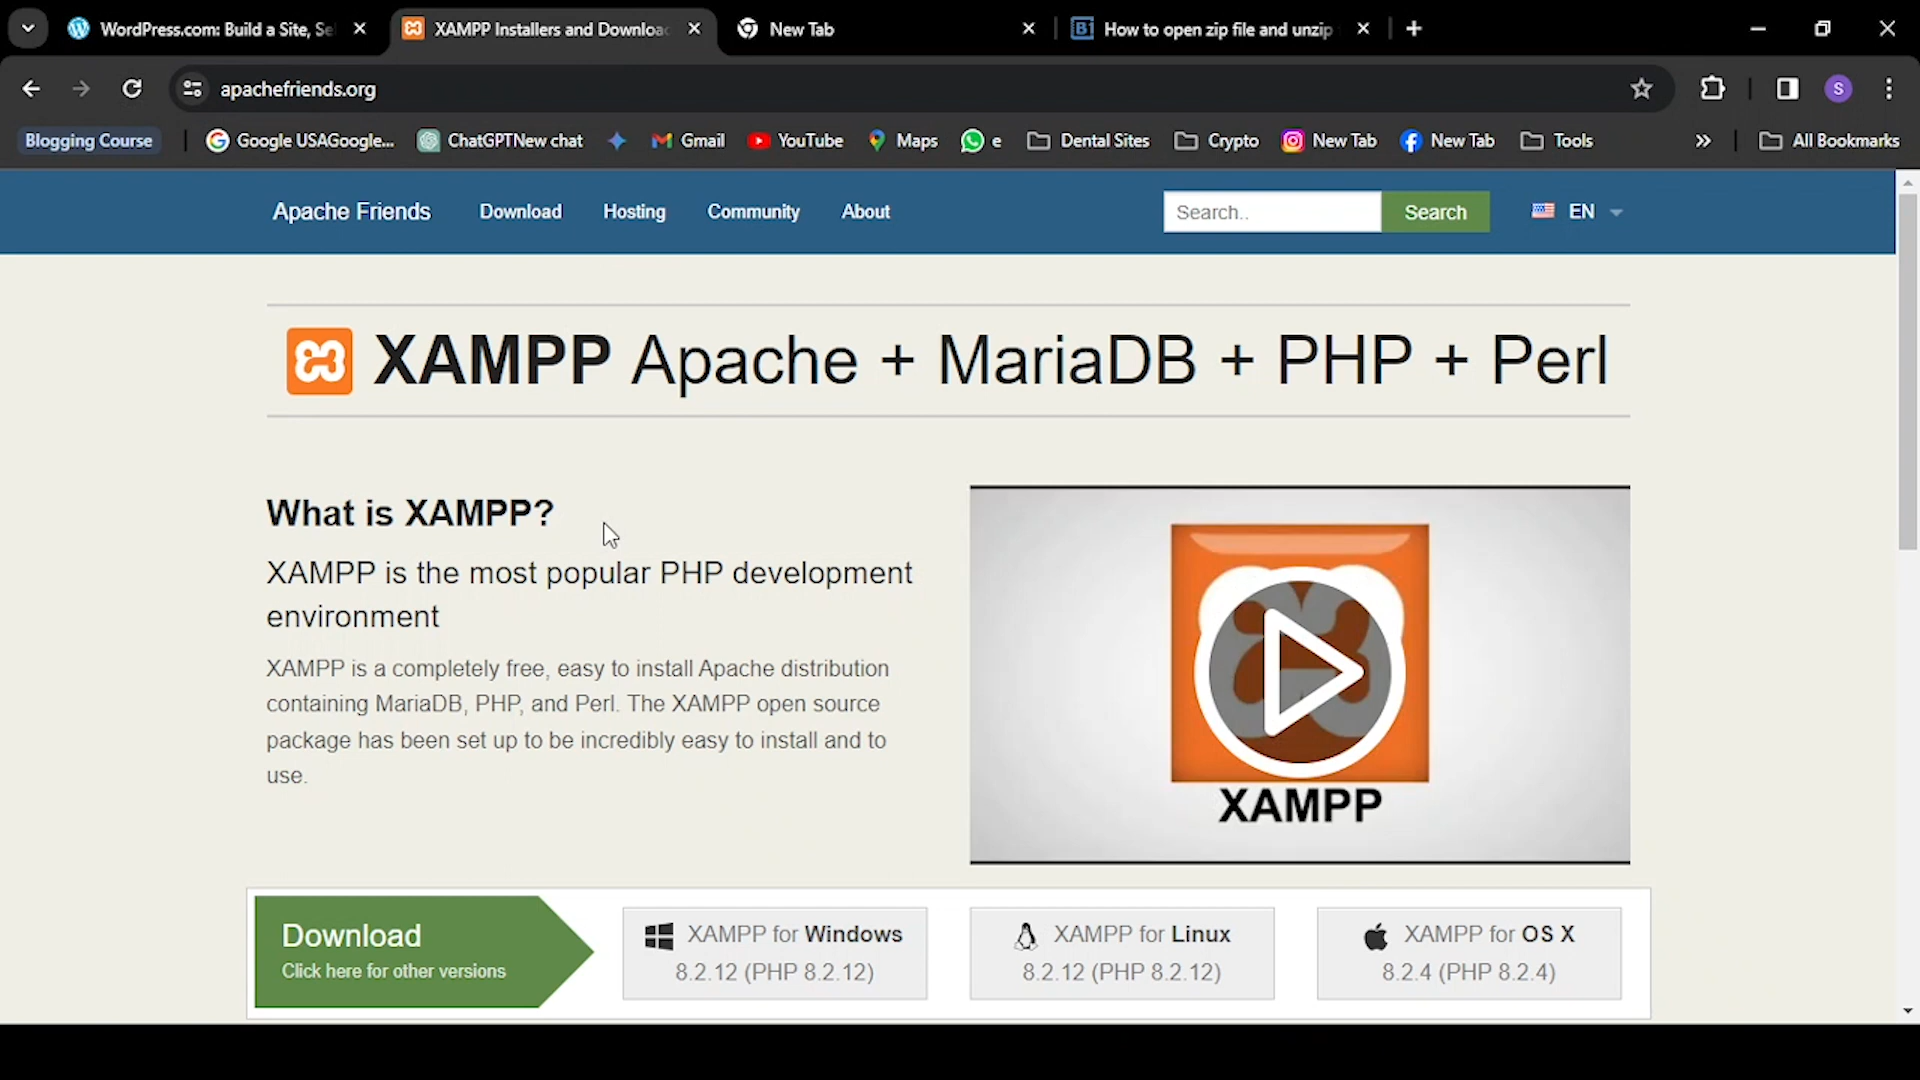 WordPress.com: Build a Site, Se
XAMPP Installers and Downloa
New Tab
How to open zip file and unzip
apachefriends.org
S
Blogging Course
Google USAGoogle...
ChatGPTNew chat
Gmail
YouTube
Maps
e
Dental Sites
Crypto
New Tab
New Tab
Tools
All Bookmarks
Apache Friends
Download
Hosting
Community
About
Search..
Search
EN
XAMPP Apache + MariaDB + PHP + Perl
What is XAMPP?
XAMPP is the most popular PHP development
environment
XAMPP is a completely free, easy to install Apache distribution
containing MariaDB, PHP, and Perl. The XAMPP open source
package has been set up to be incredibly easy to install and to
use.
XAMPP
Download
Click here for other versions
XAMPP for Windows
8.2.12 (PHP 8.2.12)
XAMPP for Linux
8.2.12 (PHP 8.2.12)
XAMPP for OS X
8.2.4 (PHP 8.2.4)